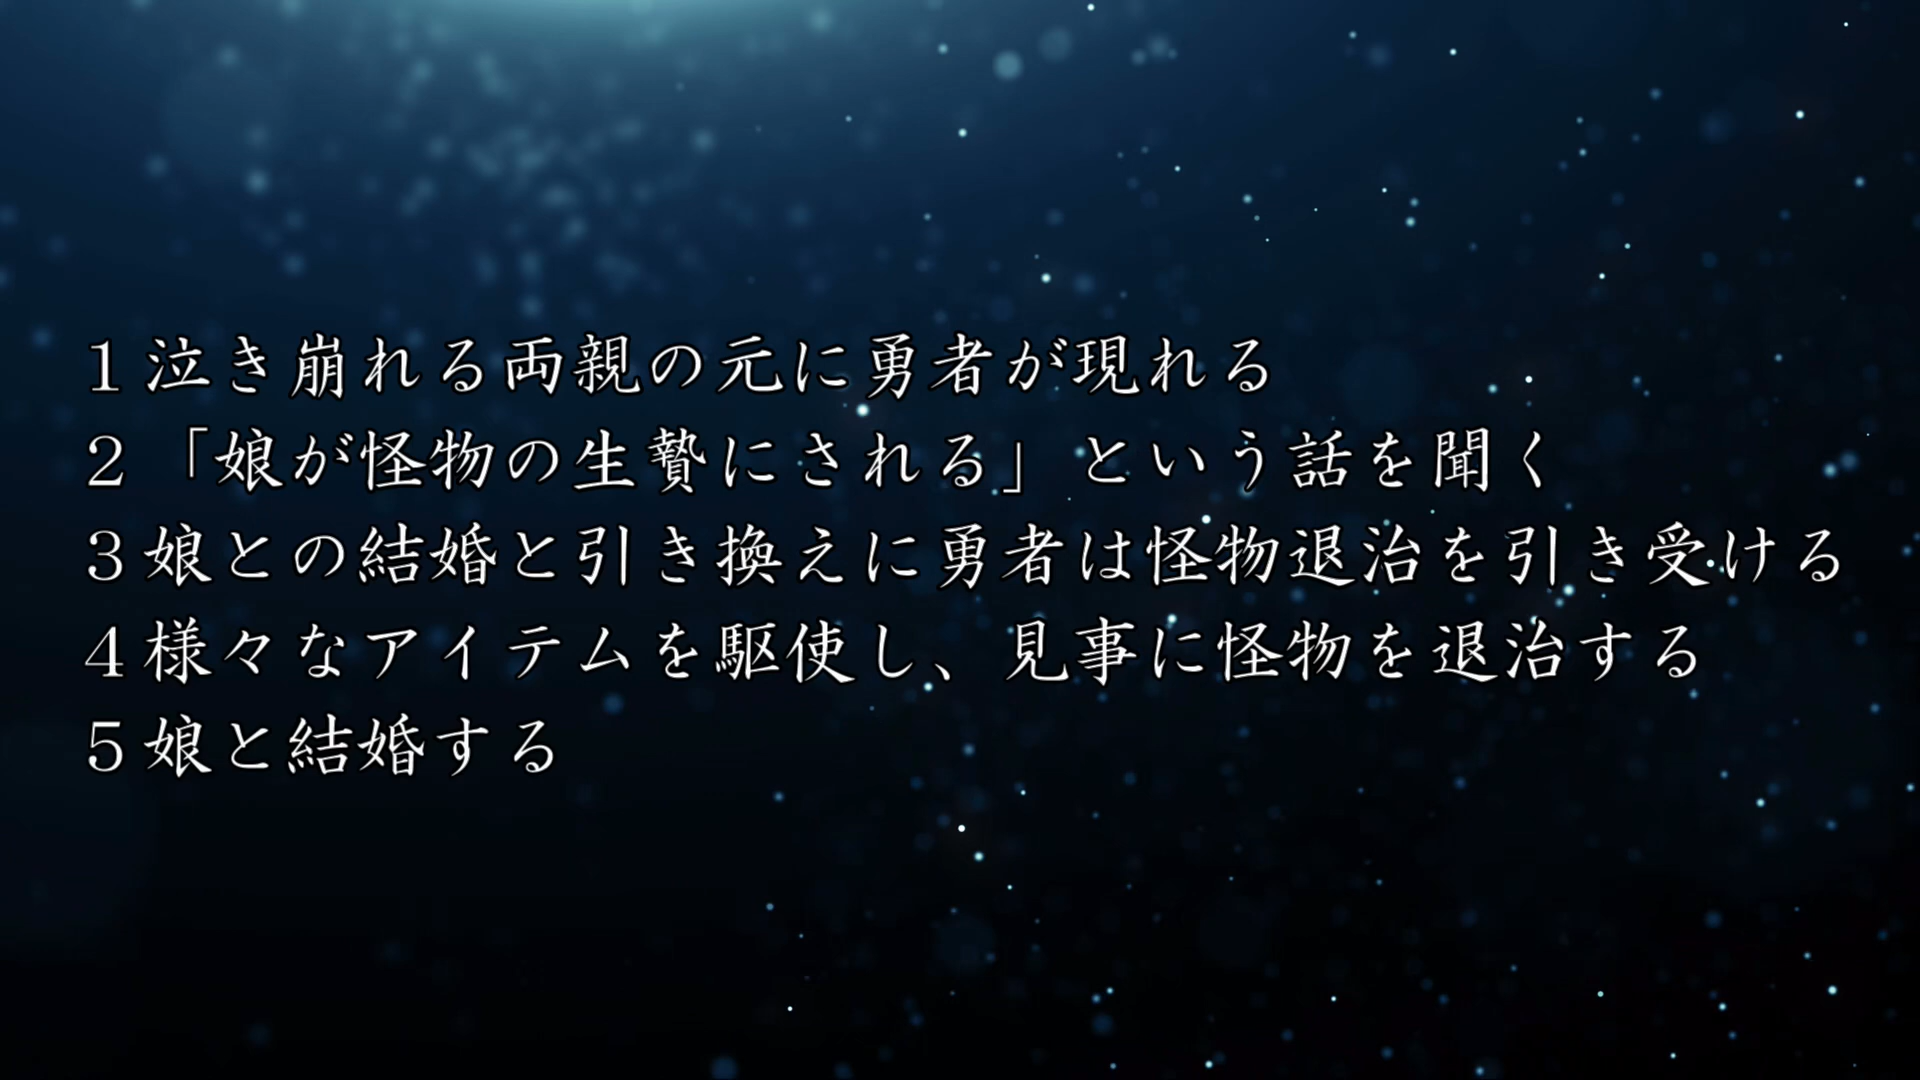 １泣き崩れる両親の元に勇者が現れる
２「娘が怪物の生贄にされる」という話を聞く
３娘との結婚と引き換えに勇者は怪物退治を引き受ける
４様々なアイテムを駆使し、見事に怪物を退治する
５娘と結婚する